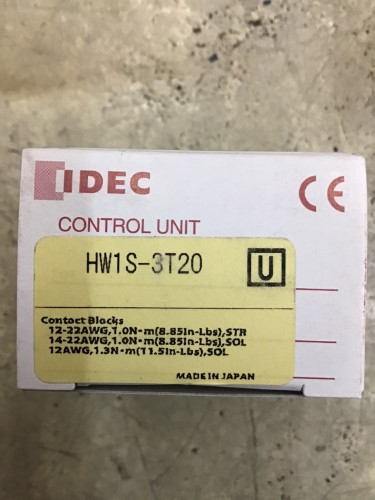 IDEC
CE
CONTROL UNIT
HW1S-3T20
U
Contact Blocks
12-22AWG,1.0N·m(8.85In-Lbs),STR
14-22AWG,1.0N·m(8.85In-Lbs),SOL
12AWG,1.3N·m(11.5In-Lbs),SOL
MADE IN JAPAN